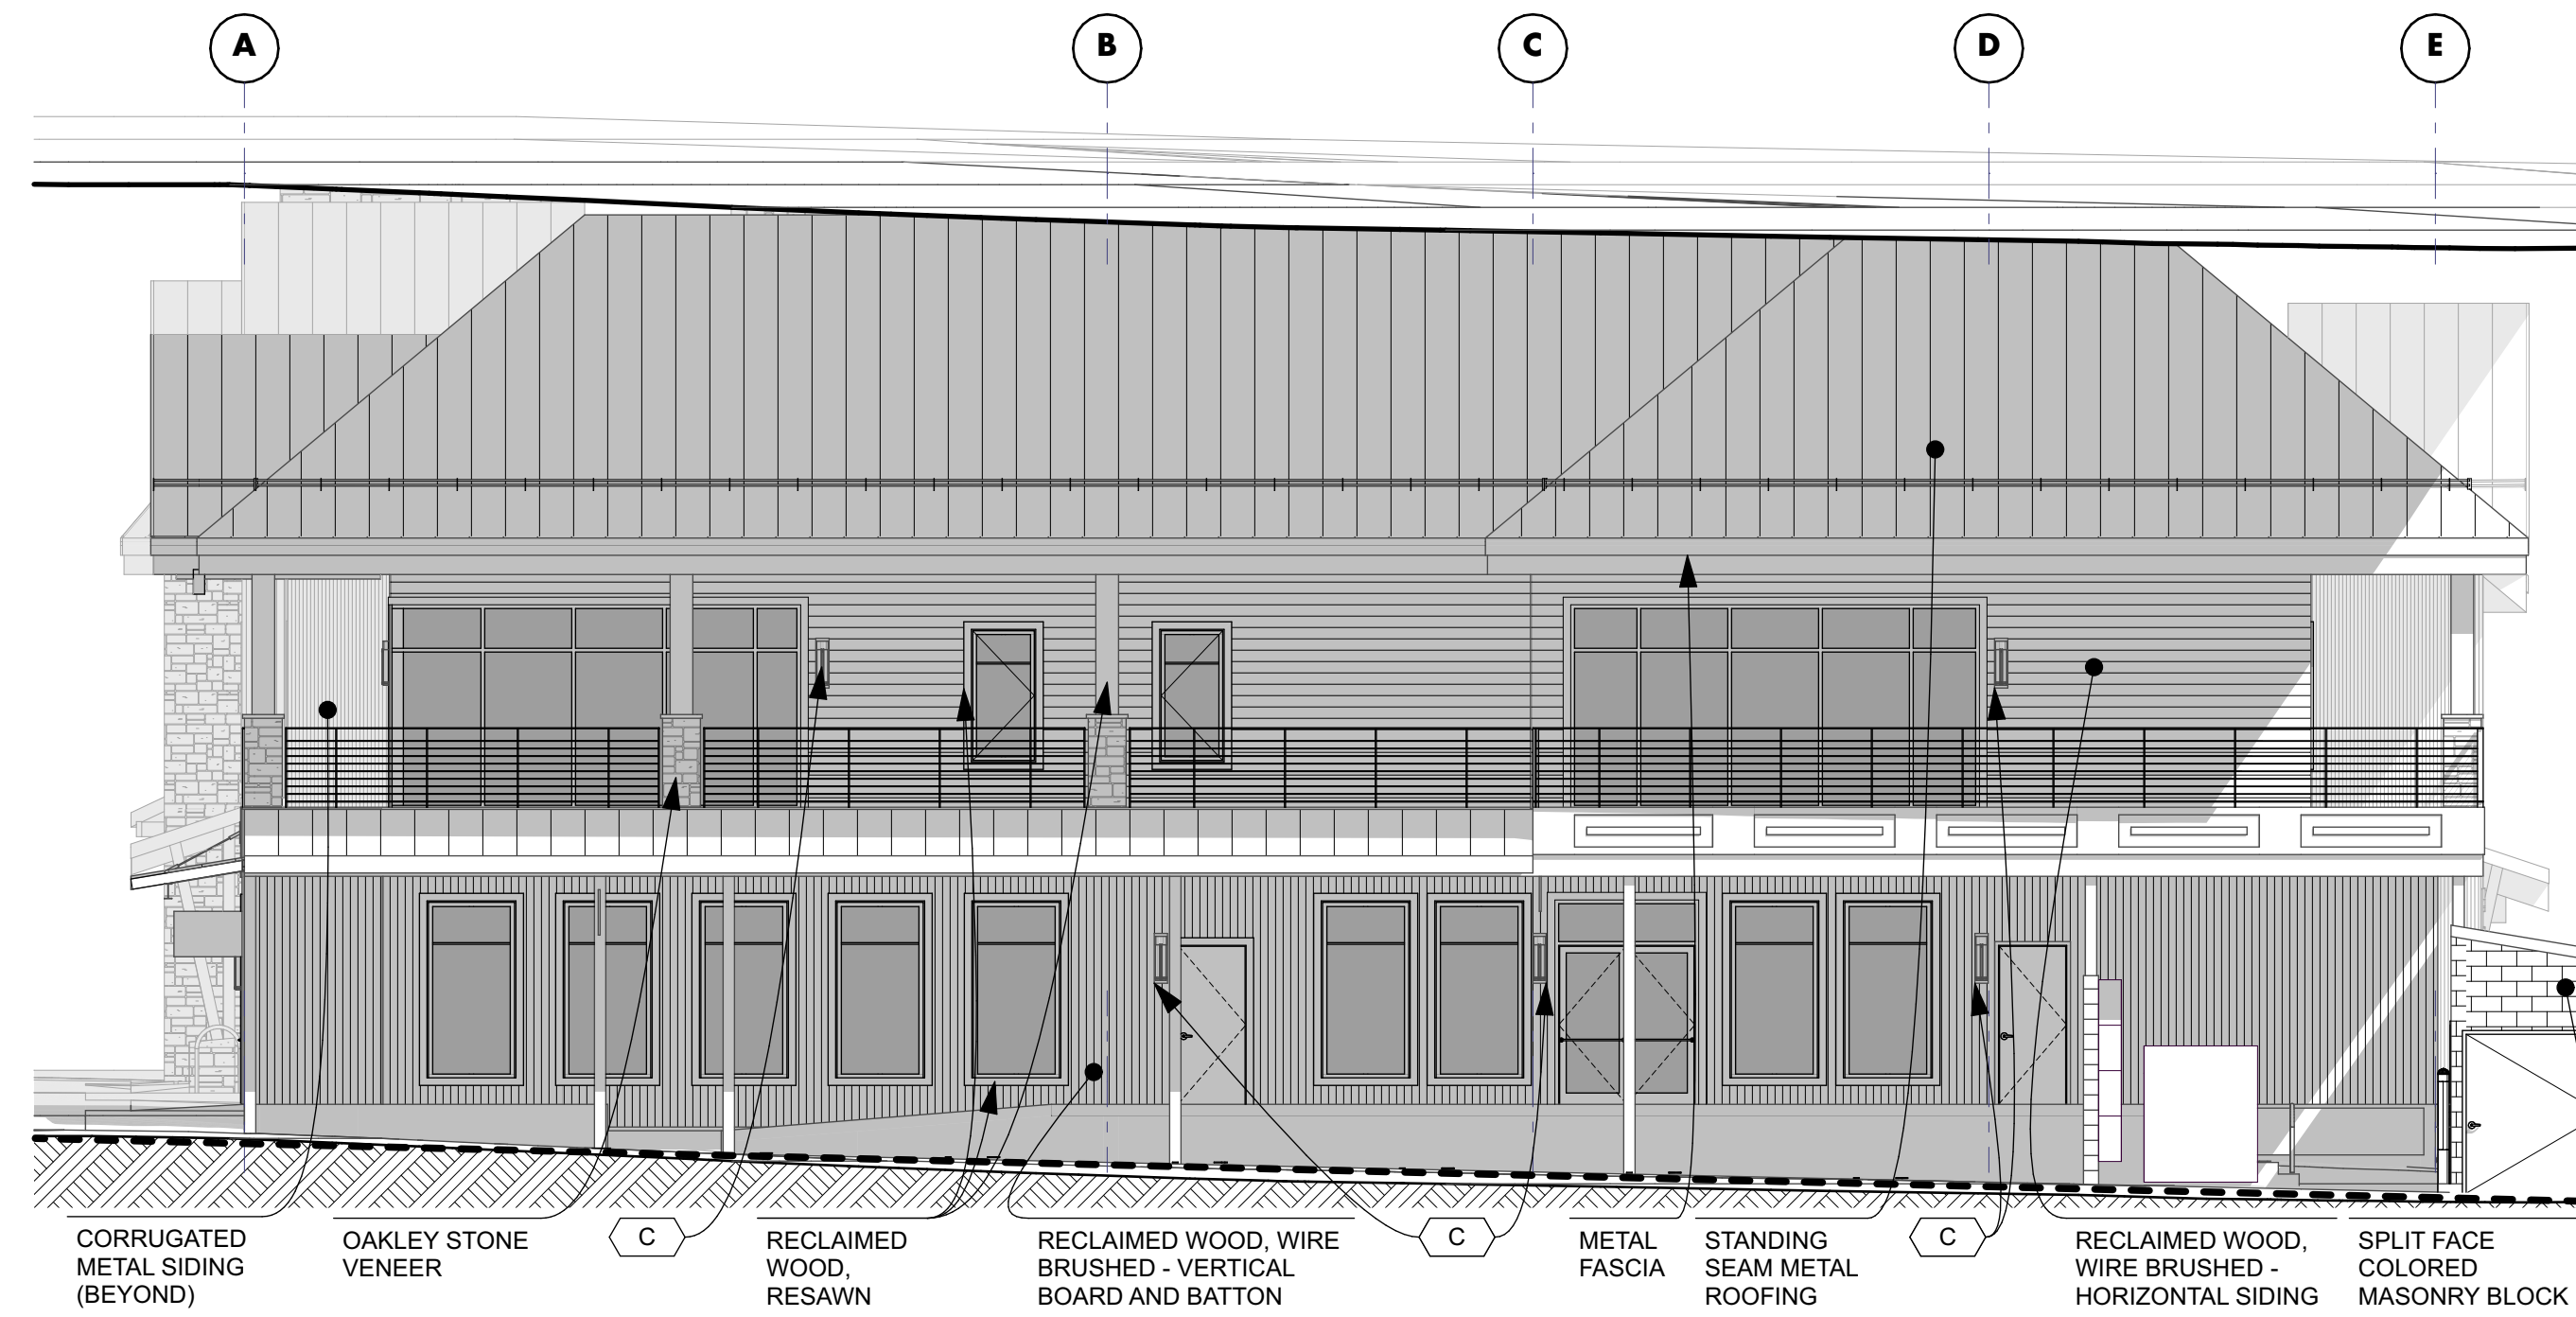 A
B
C
D
E
CORRUGATED
METAL SIDING
(BEYOND)
OAKLEY STONE
VENEER
C
RECLAIMED
WOOD,
RESAWN
RECLAIMED WOOD, WIRE
BRUSHED - VERTICAL
BOARD AND BATTON
C
METAL
FASCIA
STANDING
SEAM METAL
ROOFING
C
RECLAIMED WOOD,
WIRE BRUSHED -
HORIZONTAL SIDING
SPLIT FACE
COLORED
MASONRY BLOCK